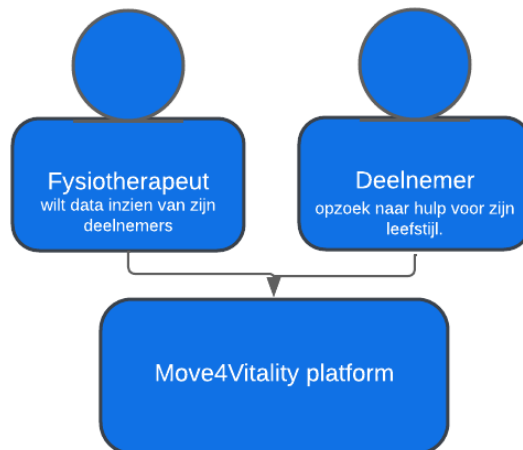 Fysiotherapeut
wilt data inzien van zijn
deelnemers
Deelnemer
opzoek naar hulp voor zijn
leefstijl.
Move4Vitality platform